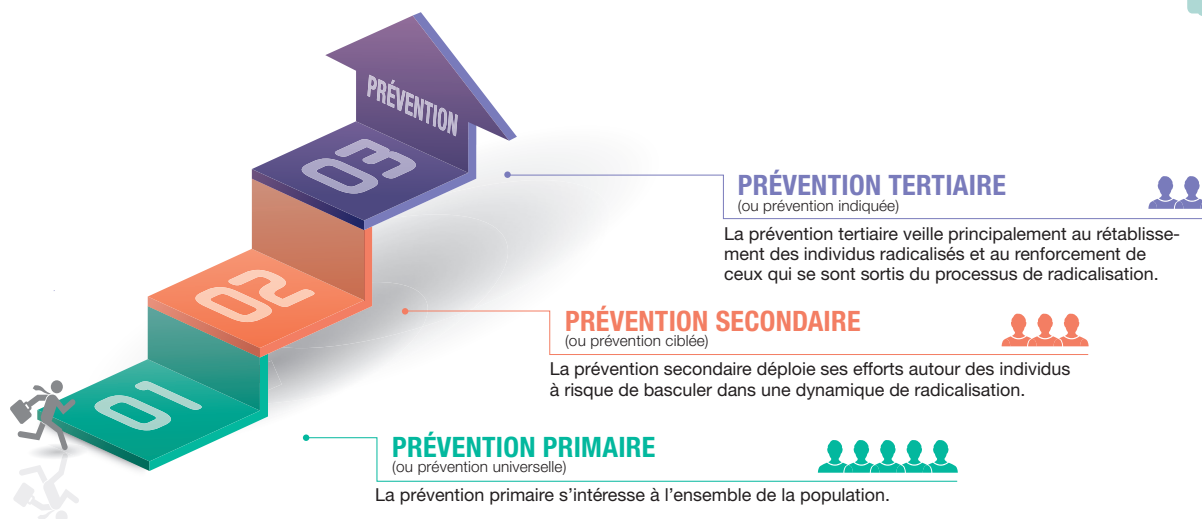 PRÉVENTION
03
PRÉVENTION TERTIAIRE
(ou prévention indiquée)
La prévention tertiaire veille principalement au rétablisse-
ment des individus radicalisés et au renforcement de
ceux qui se sont sortis du processus de radicalisation.
02
PRÉVENTION SECONDAIRE
(ou prévention ciblée)
La prévention secondaire déploie ses efforts autour des individus
à risque de basculer dans une dynamique de radicalisation.
01
PRÉVENTION PRIMAIRE
(ou prévention universelle)
La prévention primaire s’intéresse à l’ensemble de la population.